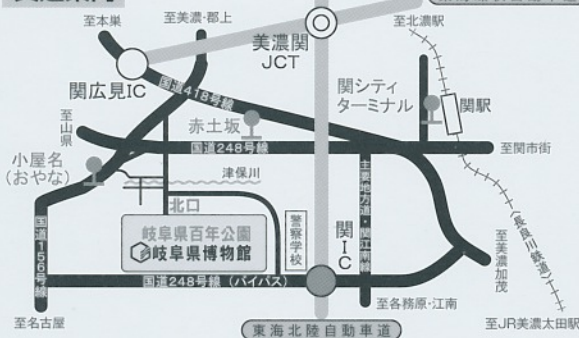 至本巣
至美濃・郡上
美濃関
JCT
至北濃駅
関広見IC
国道418号線
関シティ
ターミナル
関駅
至山県
赤土坂
国道248号線
至関市街
小屋名
(おやな)
津保川
北口
主要地方道・関江南線
国道156号線
岐阜県百年公園
岐阜県博物館
警察学校
関IC
(長良川鉄道)
至美濃加茂
国道248号線(バイパス)
至名古屋
至各務原・江南
至JR美濃太田駅
東海北陸自動車道